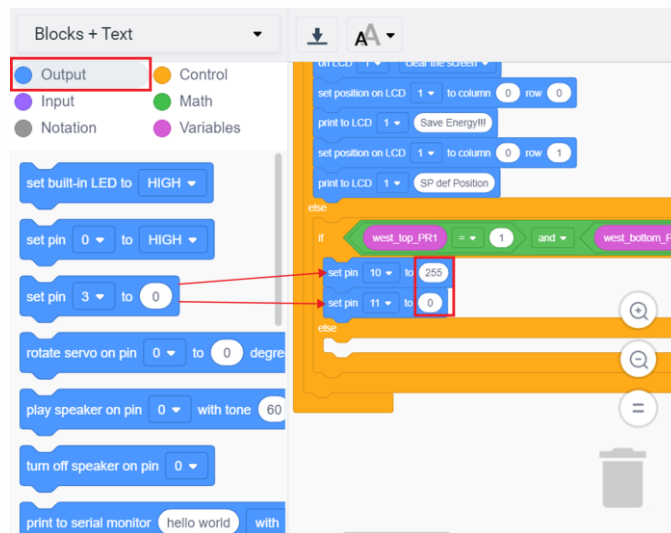 Blocks + Text
Output
Control
Input
Math
Notation
Variables
set built-in LED to HIGH
set pin 0 to HIGH
set pin 3 to 0
rotate servo on pin 0 to 0 degre
play speaker on pin 0 with tone 60
turn off speaker on pin 0
print to serial monitor hello world with
AA
on LCD 1 clear the screen
set position on LCD 1 to column 0 row 0
print to LCD 1 Save Energy!!!
set position on LCD 1 to column 0 row 1
print to LCD 1 SP def Position
else
if west_top_PR1 = 1 and west_bottom_P
set pin 10 to 255
set pin 11 to 0
else